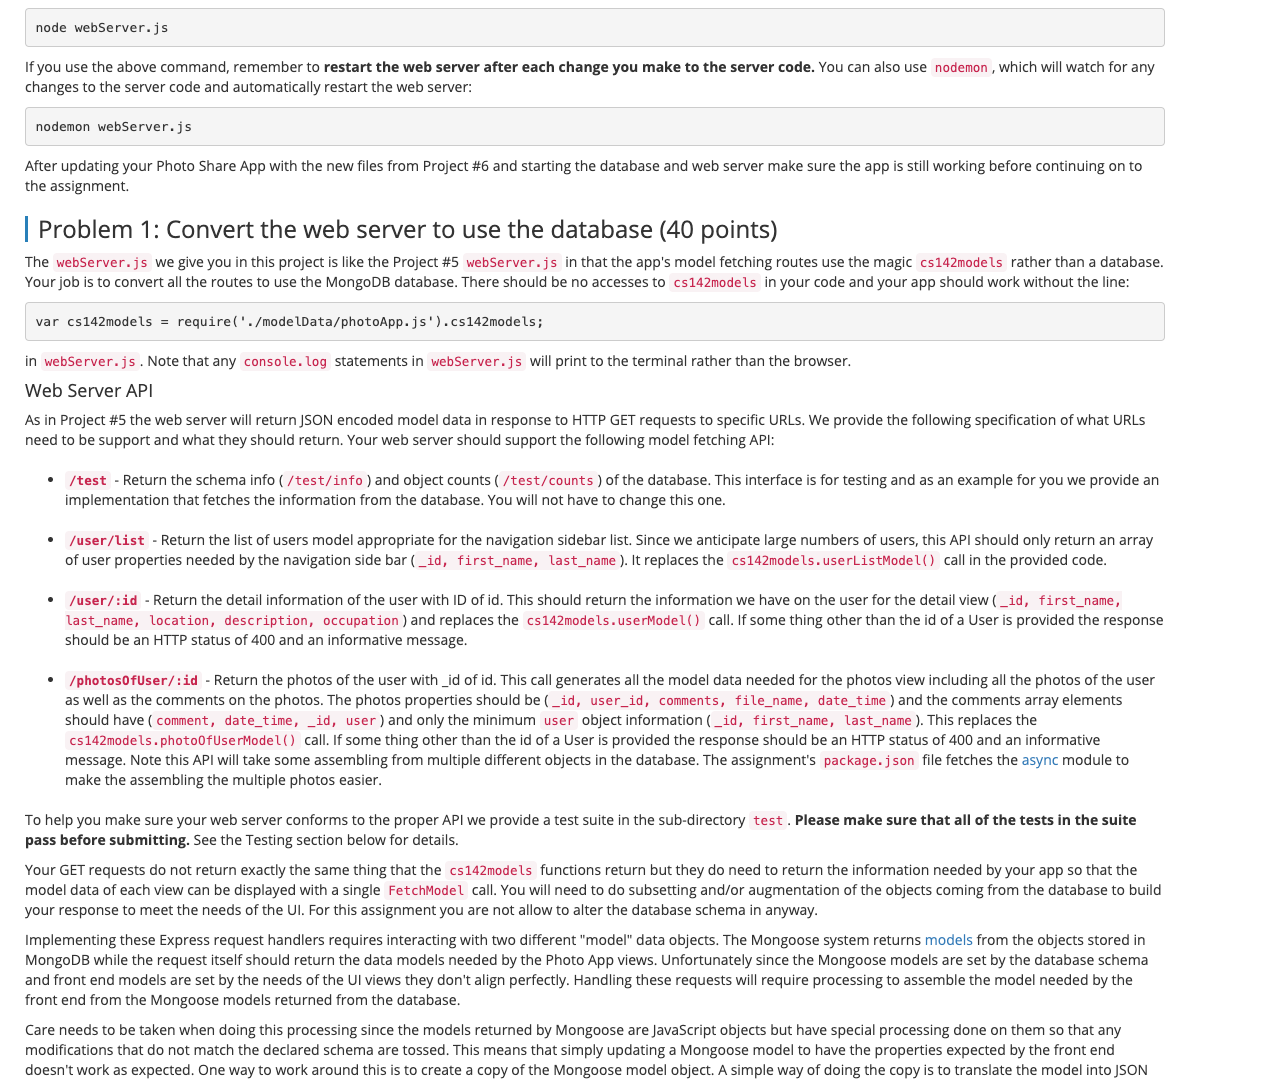 node webServer.js
If you use the above command, remember to restart the web server after each change you make to the server code. You can also use nodemon , which will watch for any
changes to the server code and automatically restart the web server:
nodemon webServer.js
After updating your Photo Share App with the new files from Project #6 and starting the database and web server make sure the app is still working before continuing on to
the assignment.
Problem 1: Convert the web server to use the database (40 points)
The webServer.js we give you in this project is like the Project #5 webServer.js in that the app's model fetching routes use the magic cs142models rather than a database.
Your job is to convert all the routes to use the MongoDB database. There should be no accesses to cs142models in your code and your app should work without the line:
var cs142models = require('./modelData/photoApp.js').cs142models;
in webServer.js . Note that any console.log statements in webServer.js will print to the terminal rather than the browser.
Web Server API
As in Project #5 the web server will return JSON encoded model data in response to HTTP GET requests to specific URLs. We provide the following specification of what URLs
need to be support and what they should return. Your web server should support the following model fetching API:
• /test - Return the schema info ( /test/info ) and object counts ( /test/counts ) of the database. This interface is for testing and as an example for you we provide an
implementation that fetches the information from the database. You will not have to change this one.
• /user/list - Return the list of users model appropriate for the navigation sidebar list. Since we anticipate large numbers of users, this API should only return an array
of user properties needed by the navigation side bar ( _id, first_name, last_name ). It replaces the cs142models.userListModel() call in the provided code.
• /user/:id - Return the detail information of the user with ID of id. This should return the information we have on the user for the detail view ( _id, first_name,
last_name, location, description, occupation ) and replaces the cs142models.userModel() call. If some thing other than the id of a User is provided the response
should be an HTTP status of 400 and an informative message.
• /photosOfUser/:id - Return the photos of the user with _id of id. This call generates all the model data needed for the photos view including all the photos of the user
as well as the comments on the photos. The photos properties should be ( _id, user_id, comments, file_name, date_time ) and the comments array elements
should have ( comment, date_time, _id, user ) and only the minimum user object information ( _id, first_name, last_name ). This replaces the
cs142models.photoOfUserModel() call. If some thing other than the id of a User is provided the response should be an HTTP status of 400 and an informative
message. Note this API will take some assembling from multiple different objects in the database. The assignment's package.json file fetches the async module to
make the assembling the multiple photos easier.
To help you make sure your web server conforms to the proper API we provide a test suite in the sub-directory test . Please make sure that all of the tests in the suite
pass before submitting. See the Testing section below for details.
Your GET requests do not return exactly the same thing that the cs142models functions return but they do need to return the information needed by your app so that the
model data of each view can be displayed with a single FetchModel call. You will need to do subsetting and/or augmentation of the objects coming from the database to build
your response to meet the needs of the UI. For this assignment you are not allow to alter the database schema in anyway.
Implementing these Express request handlers requires interacting with two different "model" data objects. The Mongoose system returns models from the objects stored in
MongoDB while the request itself should return the data models needed by the Photo App views. Unfortunately since the Mongoose models are set by the database schema
and front end models are set by the needs of the UI views they don't align perfectly. Handling these requests will require processing to assemble the model needed by the
front end from the Mongoose models returned from the database.
Care needs to be taken when doing this processing since the models returned by Mongoose are JavaScript objects but have special processing done on them so that any
modifications that do not match the declared schema are tossed. This means that simply updating a Mongoose model to have the properties expected by the front end
doesn't work as expected. One way to work around this is to create a copy of the Mongoose model object. A simple way of doing the copy is to translate the model into JSON